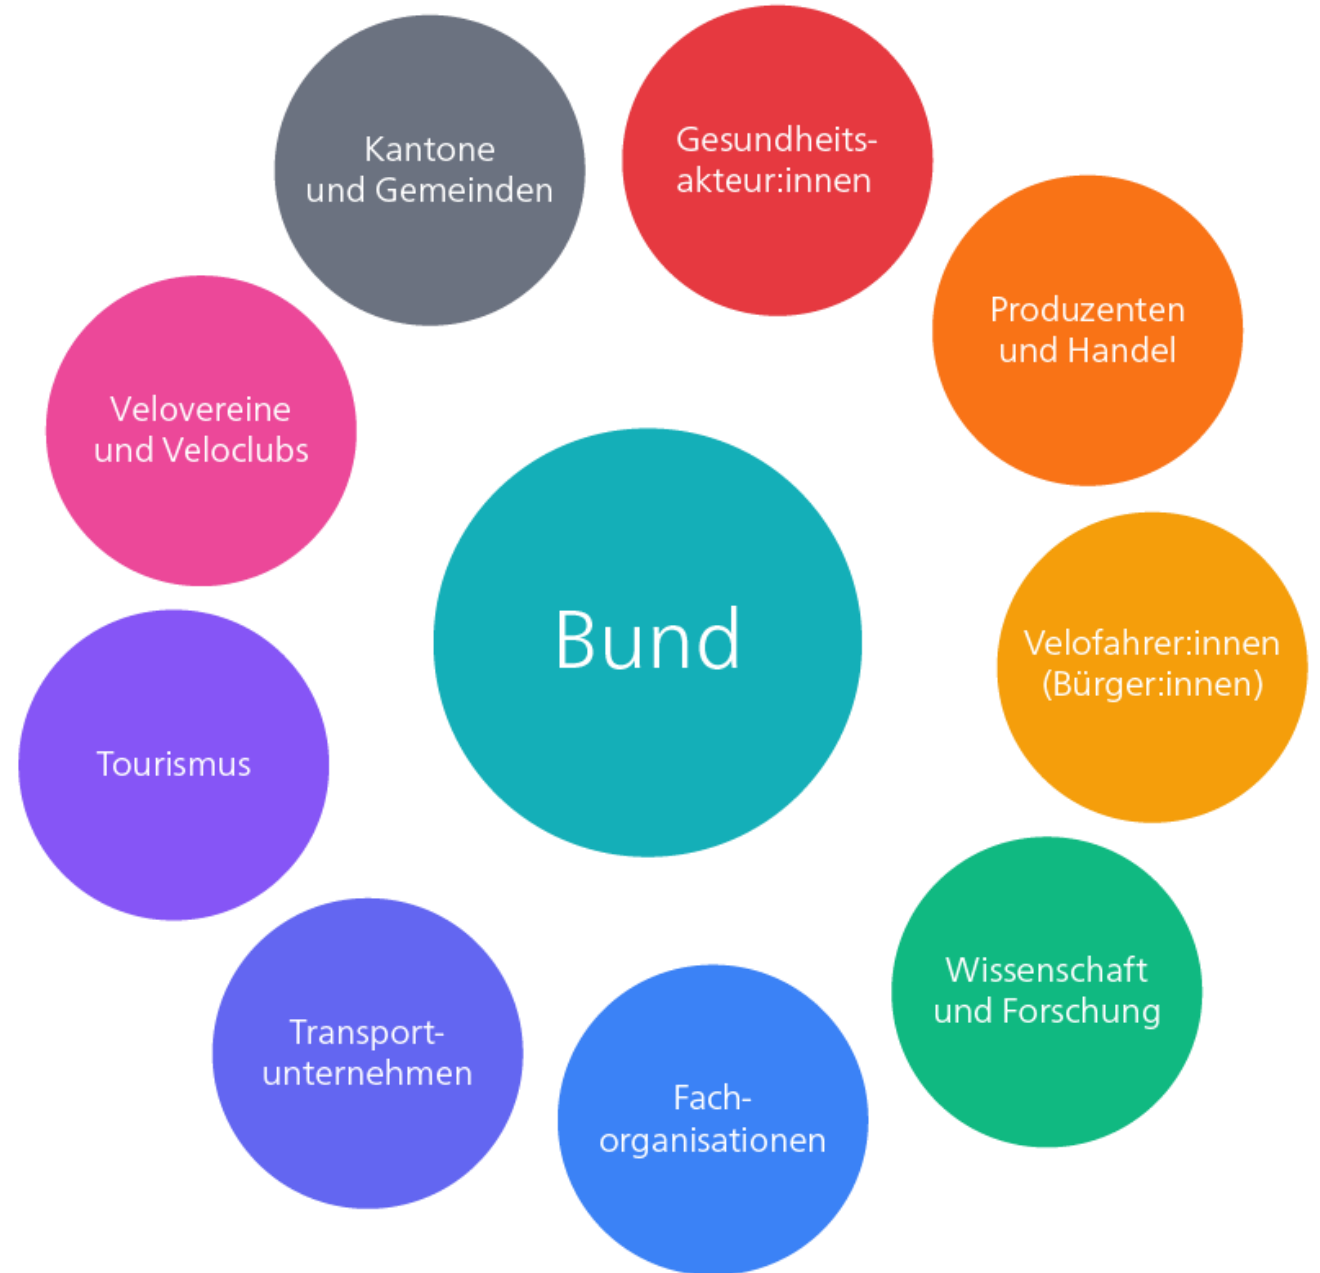 Kantone
und Gemeinden
Gesundheits-
akteur:innen
Produzenten
und Handel
Velovereine
und Veloclubs
Bund
Velofahrer:innen
(Bürger:innen)
Tourismus
Wissenschaft
und Forschung
Transport-
unternehmen
Fach-
organisationen